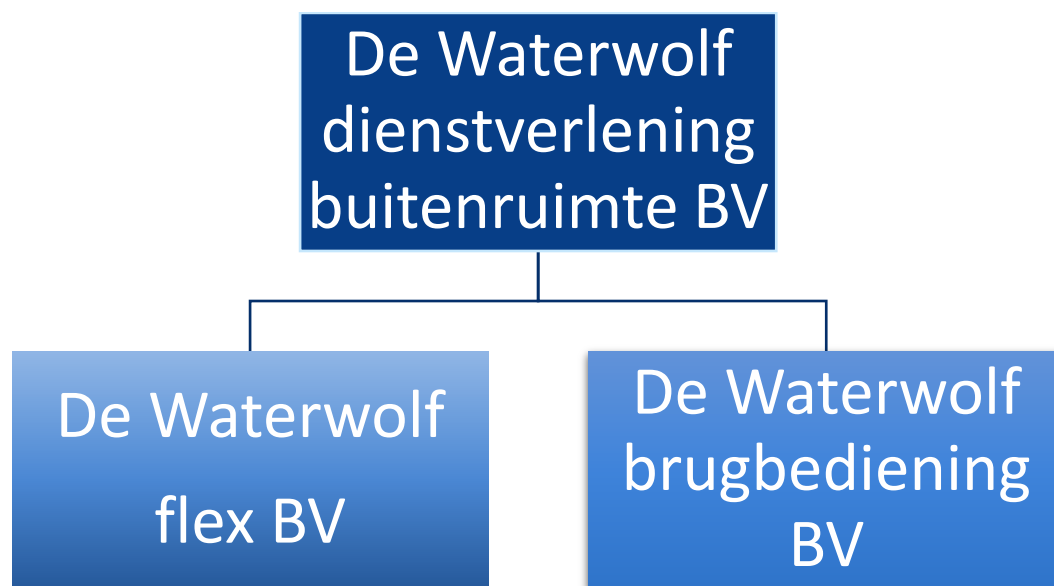 De Waterwolf
dienstverlening
buitenruimte BV
De Waterwolf
flex BV
De Waterwolf
brugbediening
BV